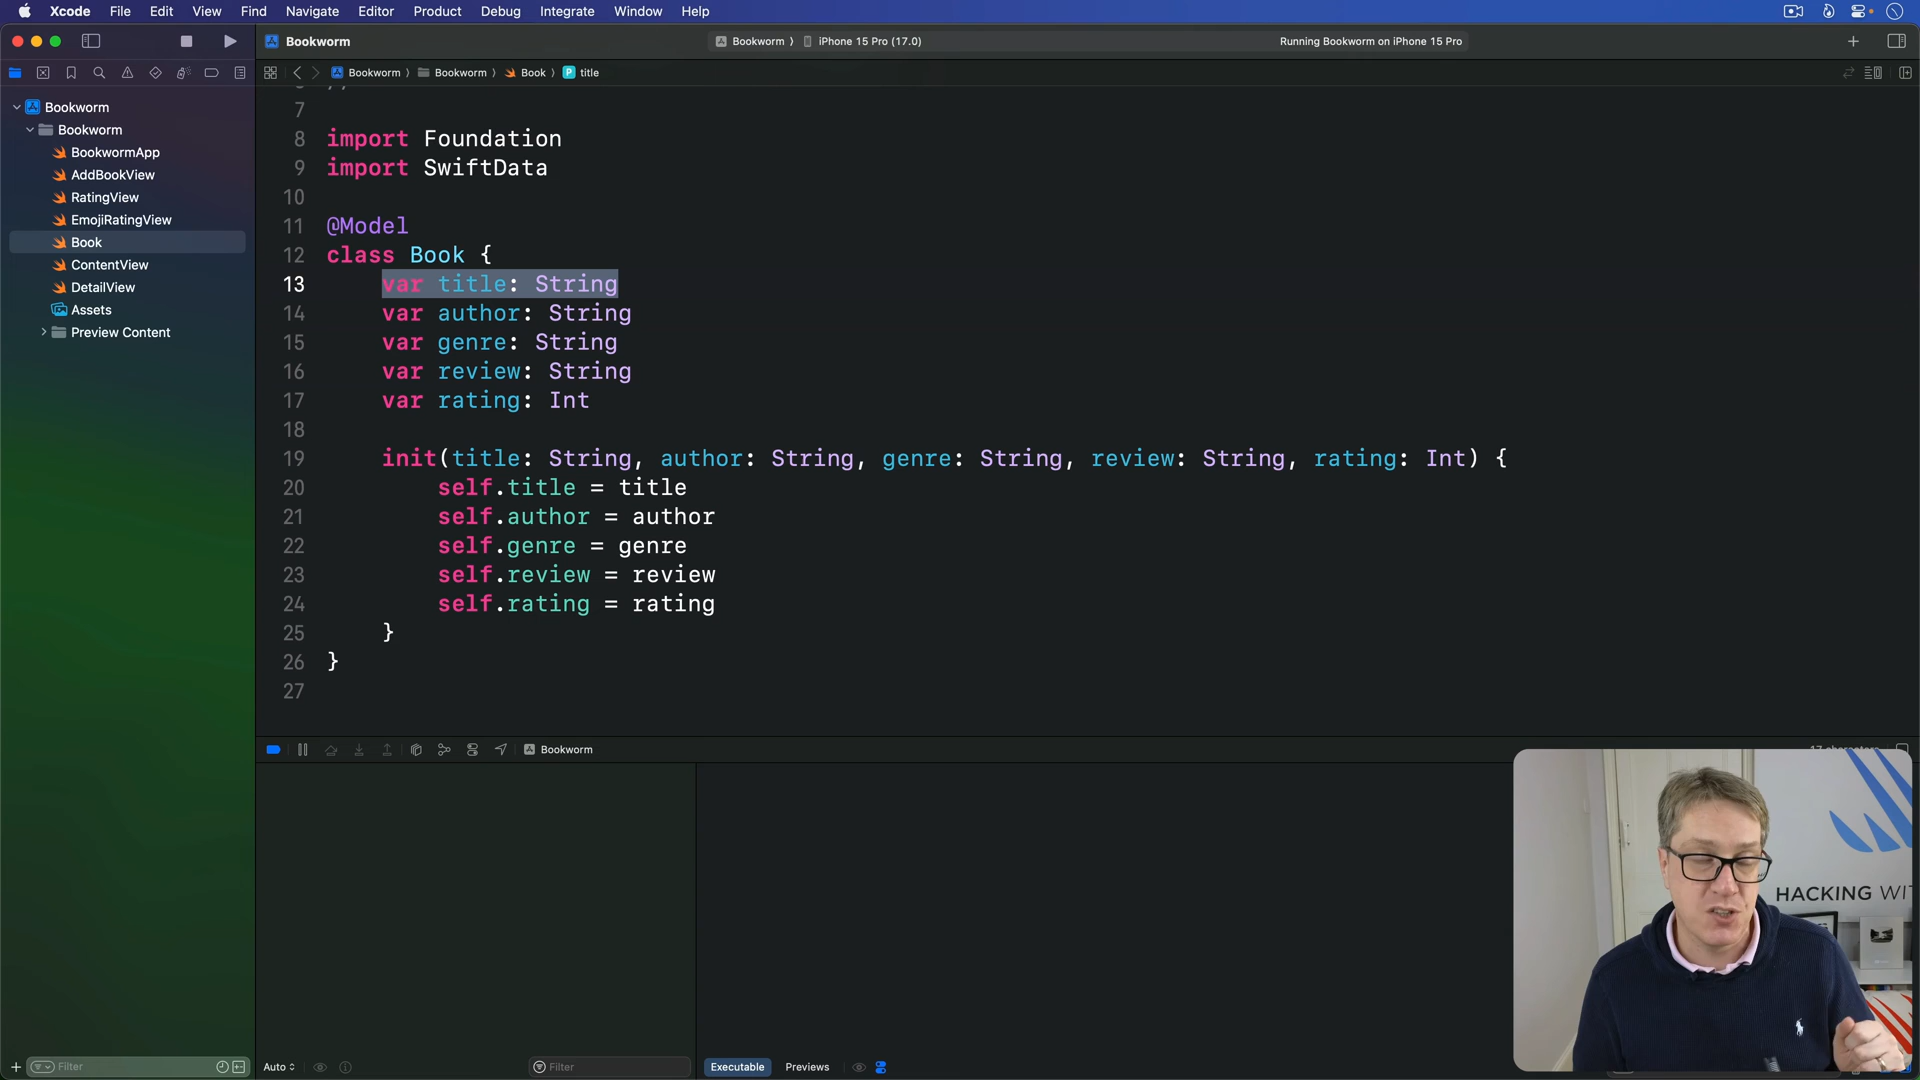 Xcode File Edit View Find Navigate Editor Product Debug Integrate Window Help
Bookworm
Bookworm ⟩ iPhone 15 Pro (17.0)
Running Bookworm on iPhone 15 Pro
Bookworm ⟩ Bookworm ⟩ Book ⟩ P title
Bookworm
Bookworm
BookwormApp
AddBookView
RatingView
EmojiRatingView
Book
ContentView
DetailView
Assets
Preview Content
7
8 import Foundation
9 import SwiftData
10
11 @Model
12 class Book {
13 var title: String
14 var author: String
15 var genre: String
16 var review: String
17 var rating: Int
18
19 init(title: String, author: String, genre: String, review: String, rating: Int) {
20 self.title = title
21 self.author = author
22 self.genre = genre
23 self.review = review
24 self.rating = rating
25 }
26 }
27
Bookworm
HACKING WI
Filter
Auto
Filter
Executable Previews